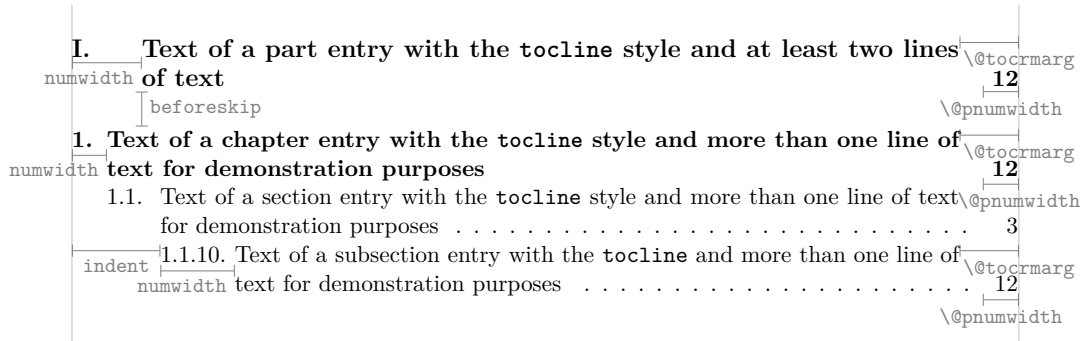 I. Text of a part entry with the tocline style and at least two lines \@tocrmarg
numwidth of text 12
beforeskip \@pnumwidth
1. Text of a chapter entry with the tocline style and more than one line of \@tocrmarg
numwidth text for demonstration purposes 12
1.1. Text of a section entry with the tocline style and more than one line of text \@pnumwidth
for demonstration purposes . . . . . . . . . . . . . . . . . . . . . . . . . . . . . 3
1.1.10. Text of a subsection entry with the tocline and more than one line of \@tocrmarg
indent
numwidth text for demonstration purposes . . . . . . . . . . . . . . . . . . . . . . 12
\@pnumwidth